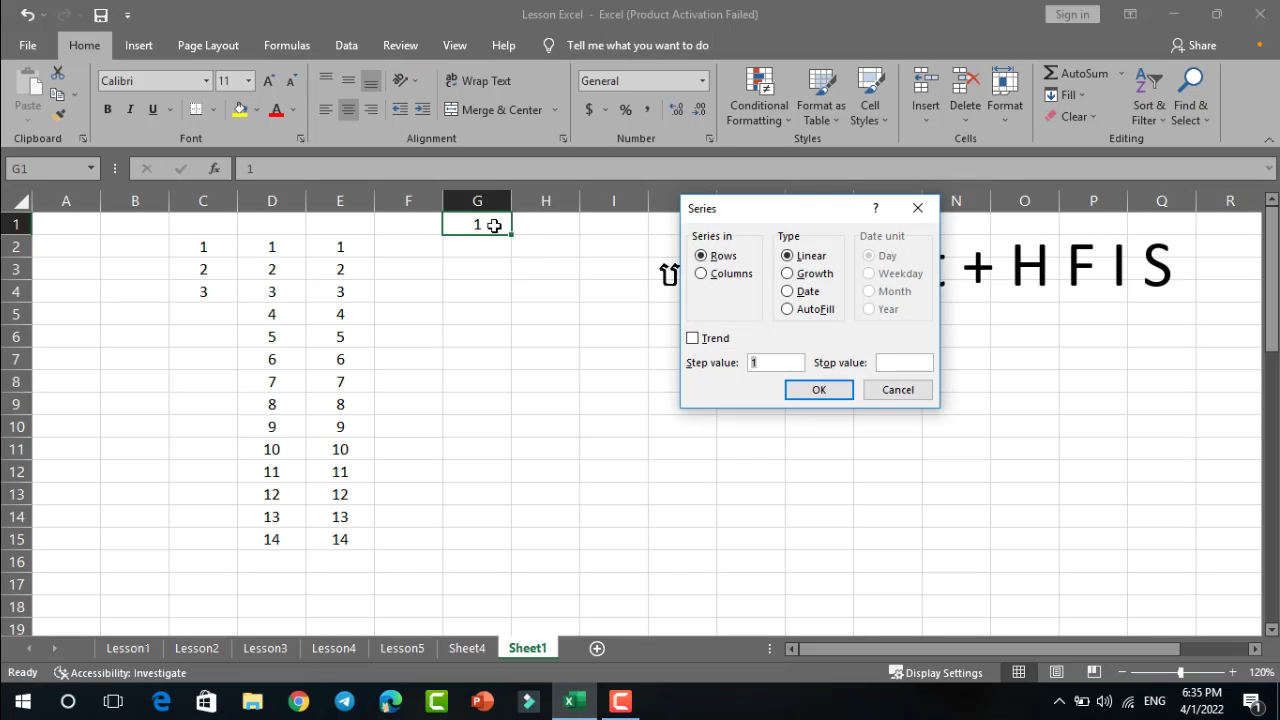 Lesson Excel - Excel (Product Activation Failed)
Sign in
File Home Insert Page Layout Formulas Data Review View Help Tell me what you want to do Share
Paste
Clipboard
Calibri 11 A A
B I U A
Font
ab Wrap Text
Merge & Center
Alignment
General
$ % ,
Number
Conditional Formatting
Format as Table
Cell Styles
Styles
Insert Delete Format
Cells
AutoSum
Fill
Clear
Sort & Filter
Find & Select
Editing
G1 fx 1
A B C D E F G H I N O P Q R
1 1
2 1 1 1
3 2 2 2
4 3 3 3
5 4 4
6 5 5
7 6 6
8 7 7
9 8 8
10 9 9
11 10 10
12 11 11
13 12 12
14 13 13
15 14 14
16
17
18
19
+ H F I S
Series ?
Series in
Rows
Columns
Type
Linear
Growth
Date
AutoFill
Date unit
Day
Weekday
Month
Year
Trend
Step value: 1 Stop value:
OK Cancel
Lesson1 Lesson2 Lesson3 Lesson4 Lesson5 Sheet4 Sheet1
Ready Accessibility: Investigate Display Settings 120%
ENG
6:35 PM
4/1/2022
1